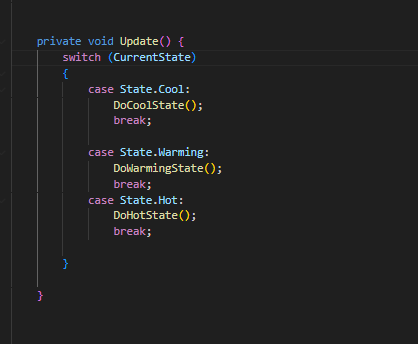 private void Update() {
switch (CurrentState)
{
case State.Cool:
DoCoolState();
break;
case State.Warming:
DoWarmingState();
break;
case State.Hot:
DoHotState();
break;
}
}